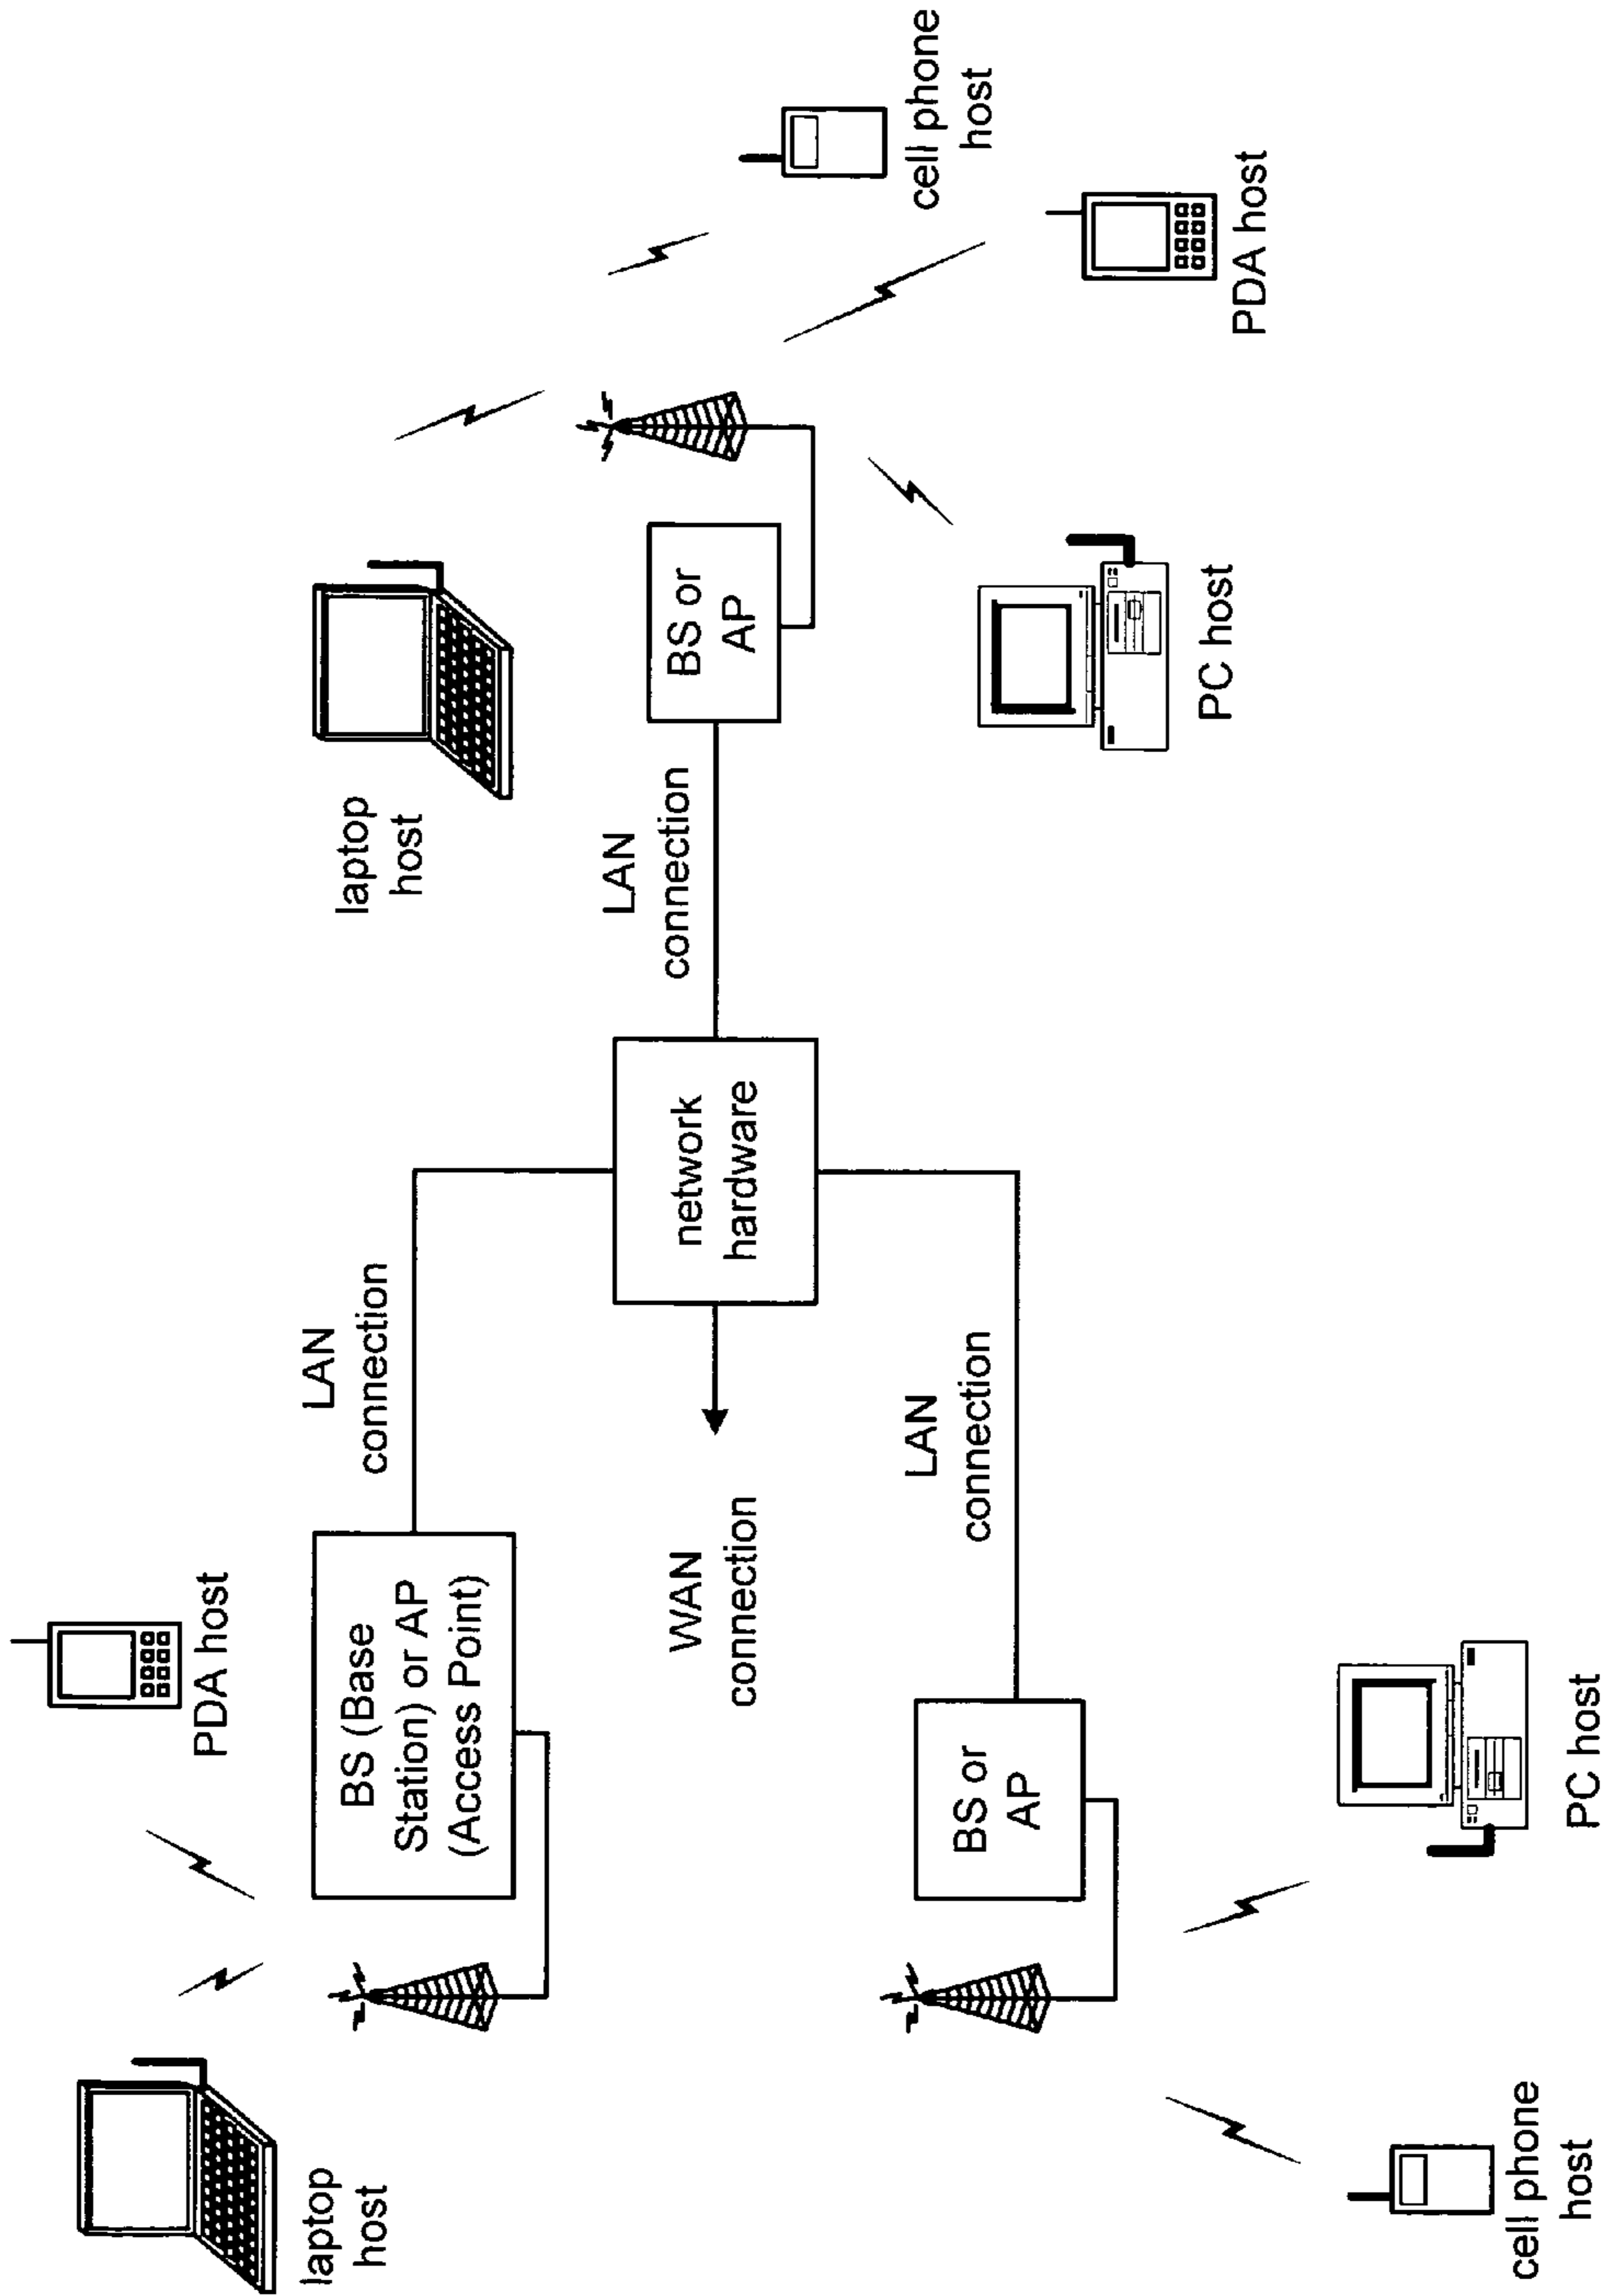 laptop
host
PDA host
BS (Base
Station) or AP
(Access Point)
LAN
connection
laptop
host
WAN
connection
network
hardware
LAN
connection
BS or
AP
cell phone
host
BS or
AP
LAN
connection
PDA host
cell phone
host
PC host
PC host